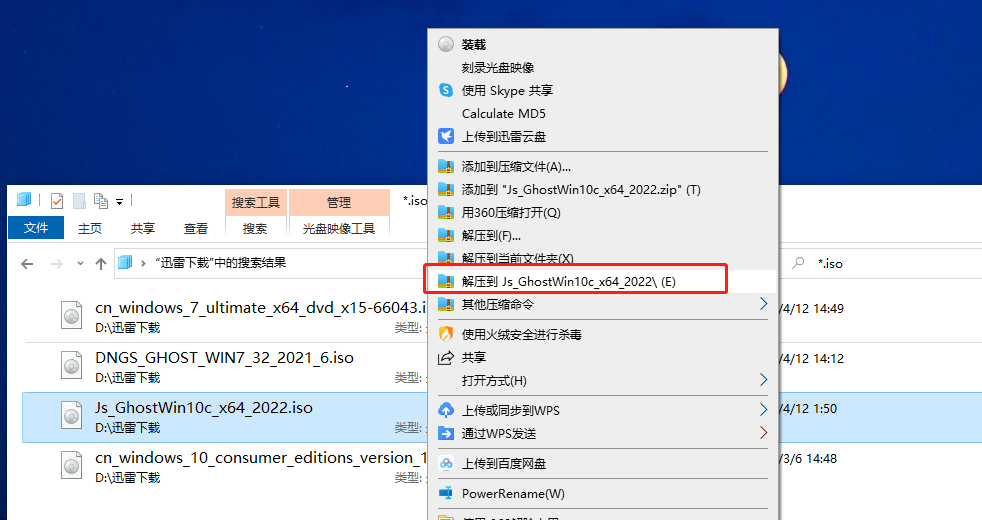 装载
刻录光盘映像
使用 Skype 共享
Calculate MD5
上传到迅雷云盘
添加到压缩文件(A)...
添加到 "Js_GhostWin10c_x64_2022.zip" (T)
用360压缩打开(Q)
解压到(F)...
解压到当前文件夹(X)
解压到 Js_GhostWin10c_x64_2022\ (E)
其他压缩命令
使用火绒安全进行杀毒
共享
打开方式(H)
上传或同步到WPS
通过WPS发送
上传到百度网盘
PowerRename(W)
搜索工具 管理 *.iso
文件 主页 共享 查看 搜索 光盘映像工具
“迅雷下载”中的搜索结果 *.iso
cn_windows_7_ultimate_x64_dvd_x15-66043.i
/4/12 14:49
D:\迅雷下载 类型:
DNGS_GHOST_WIN7_32_2021_6.iso
/4/12 14:12
D:\迅雷下载 类型:
Js_GhostWin10c_x64_2022.iso
/4/12 1:50
D:\迅雷下载 类型:
cn_windows_10_consumer_editions_version_1
/3/6 14:48
D:\迅雷下载 类型: